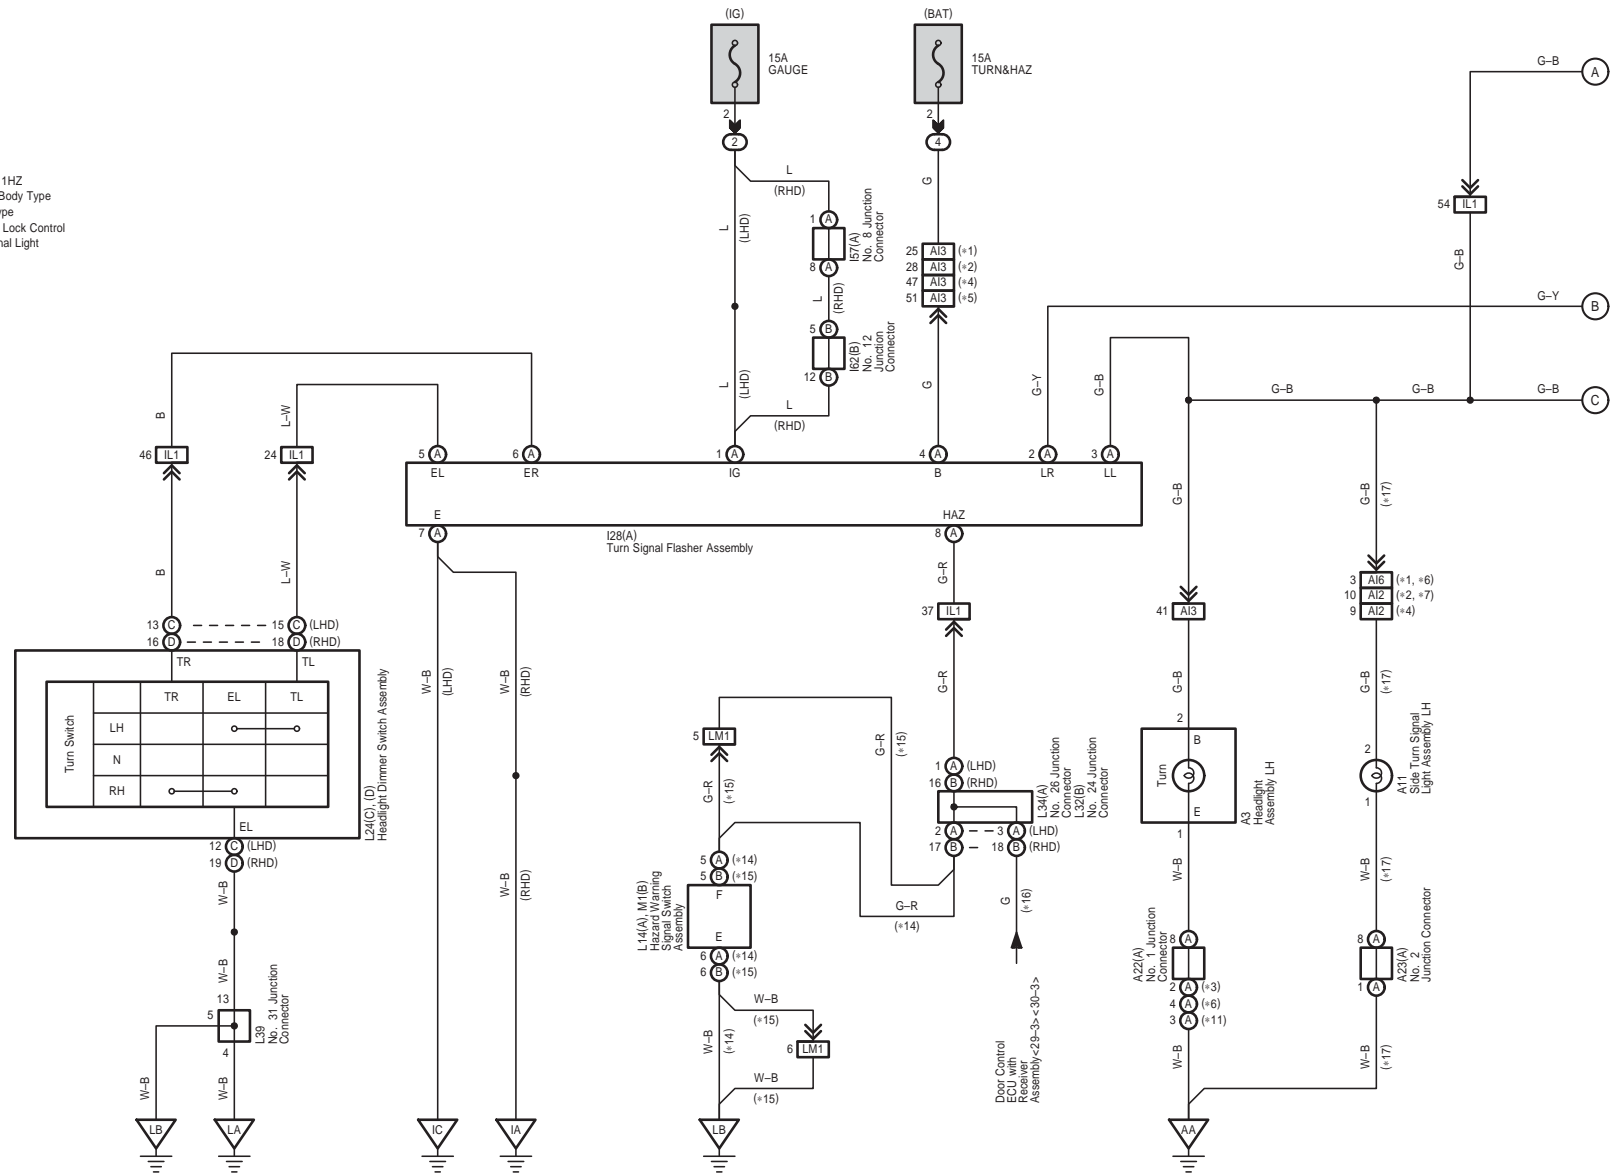 (IG)
(BAT)
15A
GAUGE
15A
TURN&HAZ
2
2
2
4
G–B
A
1HZ
Body Type
Lock Control
L
(RHD)
G
54 IL1
1 A
I57(A)
No. 8 Junction
Connector
8 A
L
(LHD)
25 AI3 (*1)
28 AI3 (*2)
47 AI3 (*4)
51 AI3 (*5)
G–B
L
(RHD)
G–Y
B
5 B
I62(B)
No. 12
Junction
Connector
12 B
L
(LHD)
G
G–Y
G–B
G–B
G–B
G–B
C
L
(RHD)
B
L–W
46 IL1
24 IL1
5 A
6 A
1 A
4 A
2 A
3 A
EL
ER
IG
B
LR
LL
E
HAZ
7 A
8 A
I28(A)
Turn Signal Flasher Assembly
G–B
G–B
(*17)
B
L–W
G–R
3 AI6 (*1, *6)
10 AI2 (*2, *7)
9 AI2 (*4)
37 IL1
41 AI3
13 C
15 C (LHD)
16 D
18 D (RHD)
TR
TL
Turn Switch
TR
EL
TL
LH
N
RH
EL
L24(C), (D)
Headlight Dimmer Switch Assembly
12 C (LHD)
19 D (RHD)
W–B
(LHD)
W–B
(RHD)
G–R
G–B
G–B
(*17)
5 LM1
G–R
(*15)
G–R
(*15)
2
B
Turn
E
1
A3
Headlight
Assembly LH
2
1
A11
Side Turn Signal
Light Assembly LH
1 A (LHD)
16 B (RHD)
L34(A)
No. 26 Junction
Connector
L32(B)
No. 24 Junction
Connector
2 A
3 A (LHD)
17 B
18 B (RHD)
5 A (*14)
5 B (*15)
F
E
L14(A), M1(B)
Hazard Warning
Signal Switch
Assembly
6 A (*14)
6 B (*15)
G–R
(*14)
G
(*16)
W–B
W–B
(*17)
W–B
W–B
(RHD)
8 A
A22(A)
No. 1 Junction
Connector
2 A (*3)
4 A (*6)
3 A (*11)
8 A
A23(A)
No. 2
Junction Connector
1 A
W–B
13
5
4
L39
No. 31 Junction
Connector
W–B
(*15)
W–B
(*14)
6 LM1
W–B
(*15)
Door Control
ECU with
Receiver
Assembly<29–3><30–3>
W–B
W–B
(*17)
W–B
W–B
LB
LA
IC
IA
LB
AA